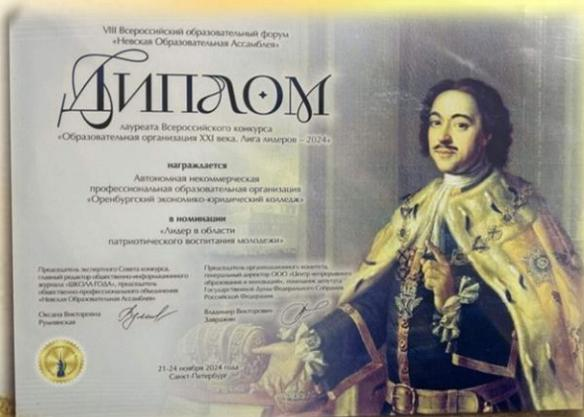 VIII Всероссийский образовательный форум
«Невская Образовательная Ассамблея»
ДИПЛОМ
лауреата Всероссийского конкурса
«Образовательная организация XXI века. Лига лидеров – 2024»
награждается
Автономная некоммерческая
профессиональная образовательная организация
«Оренбургский экономико-юридический колледж»
в номинации
«Лидер в области
патриотического воспитания молодежи»
Председатель экспертного Совета конкурса,
главный редактор общественно-информационного
журнала «ШКОЛА ГОДА», председатель
общественно-профессионального объединения
«Невская Образовательная Ассамблея»
Оксана Викторовна
Румянская
Председатель организационного комитета,
генеральный директор ООО «Центр непрерывного
образования и инноваций», помощник депутата
Государственной Думы Федерального Собрания
Российской Федерации
Владимир Викторович
Завражин
21-24 ноября 2024 года
Санкт-Петербург